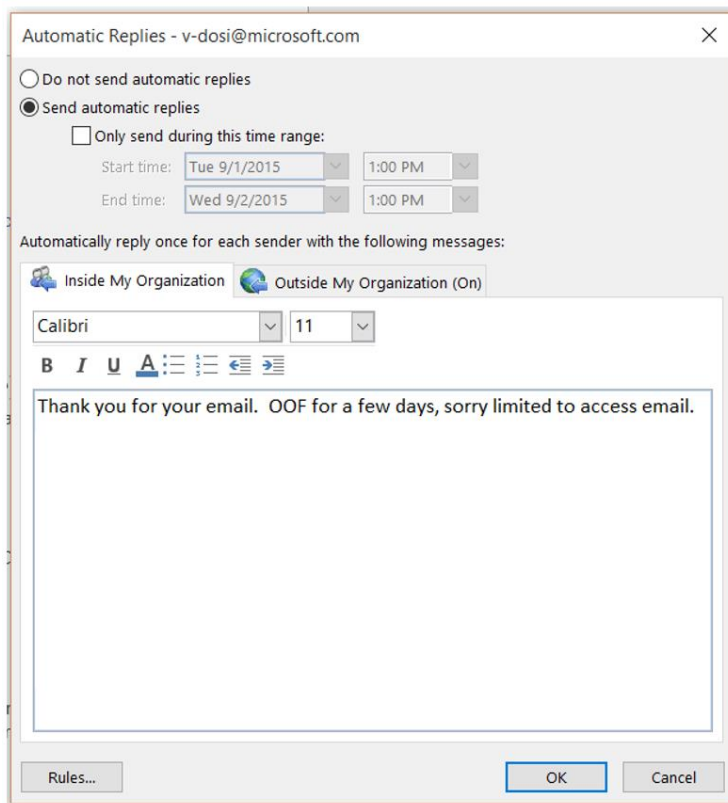 Automatic Replies - v-dosi@microsoft.com
Do not send automatic replies
Send automatic replies
Only send during this time range:
Start time: Tue 9/1/2015 1:00 PM
End time: Wed 9/2/2015 1:00 PM
Automatically reply once for each sender with the following messages:
Inside My Organization Outside My Organization (On)
Calibri 11
B I U A
Thank you for your email.  OOF for a few days, sorry limited to access email.
Rules... OK Cancel